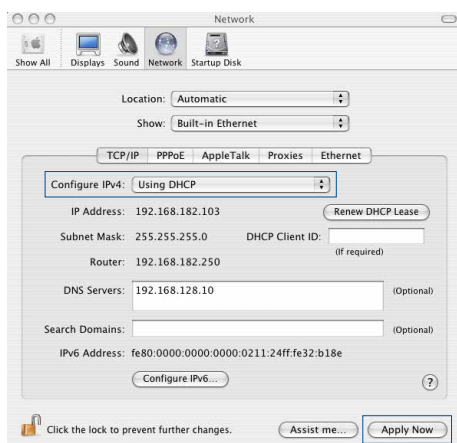 Network
Show All Displays Sound Network Startup Disk
Location: Automatic
Show: Built-in Ethernet
TCP/IP PPPoE AppleTalk Proxies Ethernet
Configure IPv4: Using DHCP
IP Address: 192.168.182.103 Renew DHCP Lease
Subnet Mask: 255.255.255.0 DHCP Client ID:
(If required)
Router: 192.168.182.250
DNS Servers: 192.168.128.10 (Optional)
Search Domains: (Optional)
IPv6 Address: fe80:0000:0000:0000:0211:24ff:fe32:b18e
Configure IPv6... ?
Click the lock to prevent further changes. Assist me... Apply Now